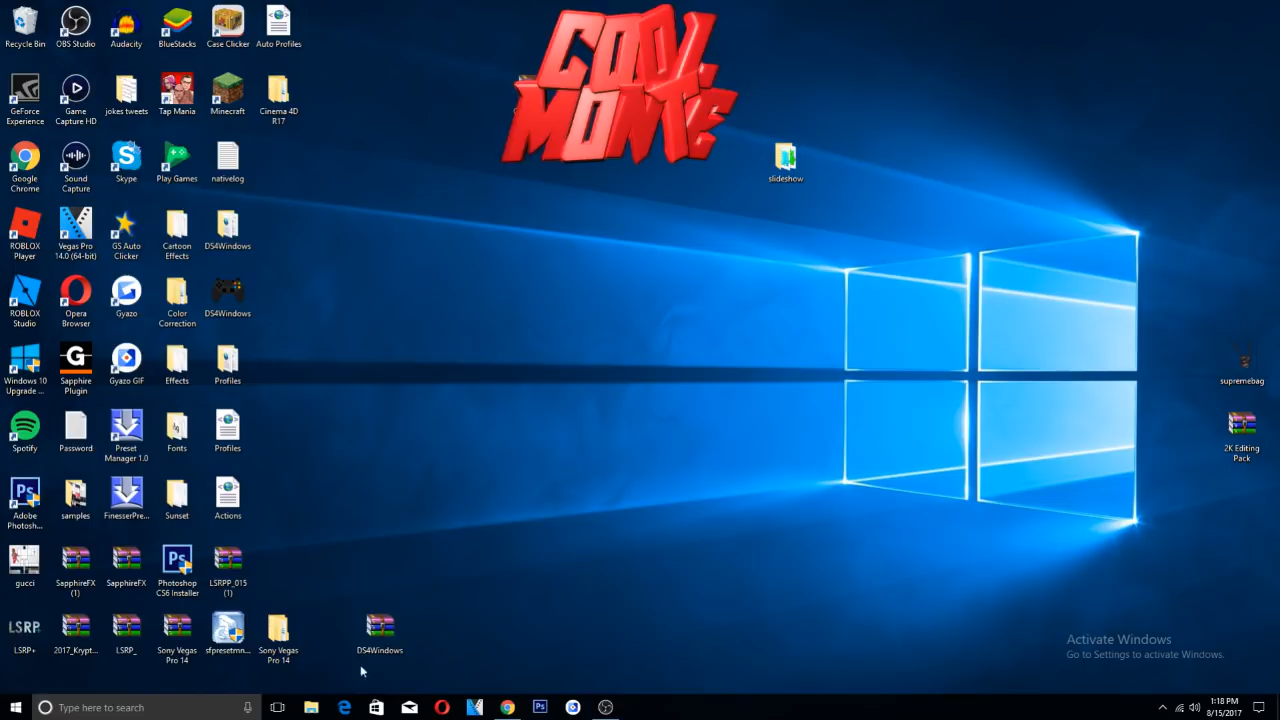 COOL
MONTE
Recycle Bin
OBS Studio
Audacity
BlueStacks
Case Clicker
Auto Profiles
GeForce
Experience
Game
Capture HD
jokes tweets
Tap Mania
Minecraft
Cinema 4D
R17
Google
Chrome
Sound
Capture
Skype
Play Games
nativelog
slideshow
ROBLOX
Player
Vegas Pro
14.0 (64-bit)
GS Auto
Clicker
Cartoon
Effects
DS4Windows
ROBLOX
Studio
Opera
Browser
Gyazo
Color
Correction
DS4Windows
Windows 10
Upgrade ...
Sapphire
Plugin
Gyazo GIF
Effects
Profiles
supremebag
Spotify
Password
Preset
Manager 1.0
Fonts
Profiles
2K Editing
Pack
Adobe
Photosh...
samples
FinesserPre...
Sunset
Actions
gucci
SapphireFX
(1)
SapphireFX
Photoshop
CS6 Installer
LSRPP_015
(1)
LSRP
LSRP+
2017_Krypt...
LSRP_
Sony Vegas
Pro 14
sfpresetmn...
Sony Vegas
Pro 14
DS4Windows
Activate Windows
Go to Settings to activate Windows.
Type here to search
1:18 PM
8/15/2017